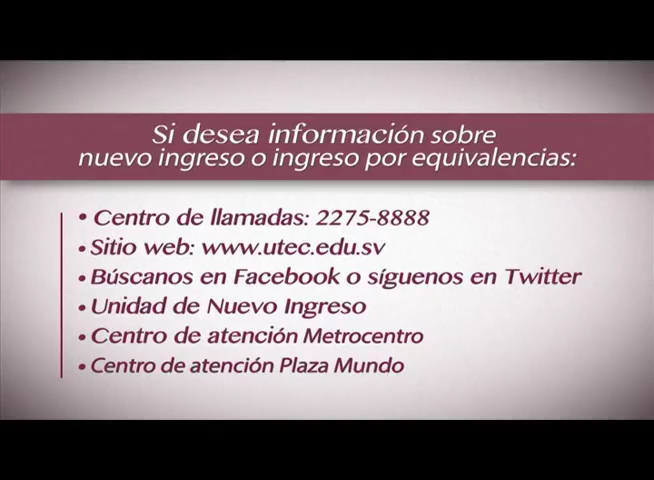 Si desea información sobre
nuevo ingreso o ingreso por equivalencias:
• Centro de llamadas: 2275-8888
• Sitio web: www.utec.edu.sv
• Búscanos en Facebook o síguenos en Twitter
• Unidad de Nuevo Ingreso
• Centro de atención Metrocentro
• Centro de atención Plaza Mundo